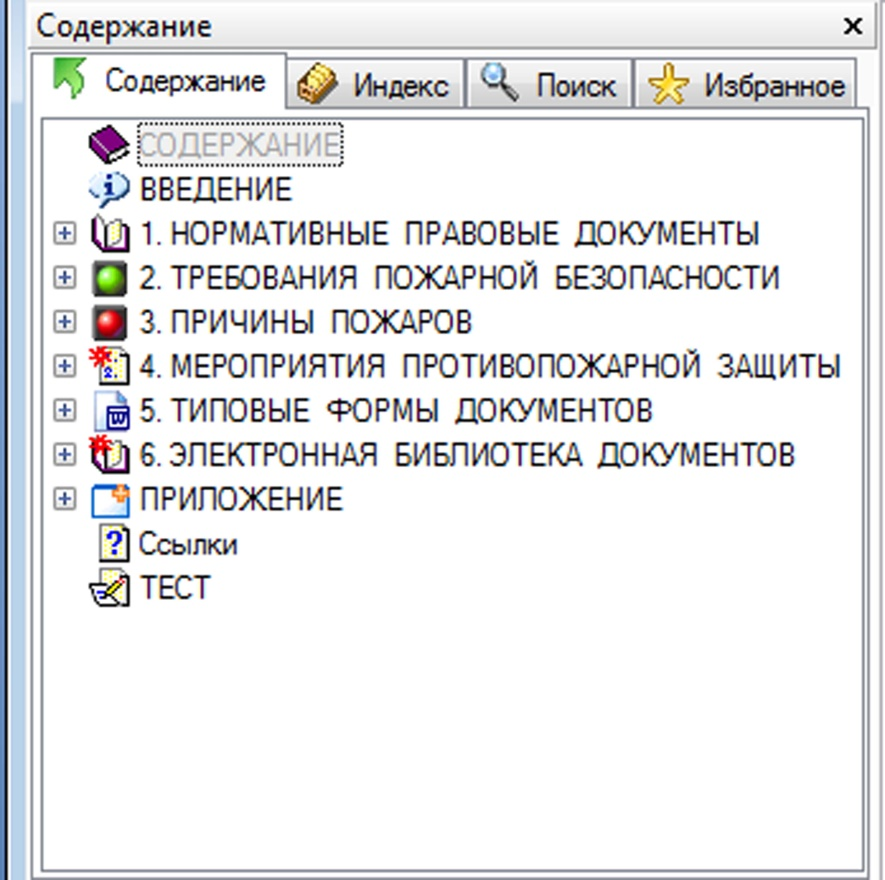 Содержание
Содержание Индекс Поиск Избранное
СОДЕРЖАНИЕ
ВВЕДЕНИЕ
1. НОРМАТИВНЫЕ ПРАВОВЫЕ ДОКУМЕНТЫ
2. ТРЕБОВАНИЯ ПОЖАРНОЙ БЕЗОПАСНОСТИ
3. ПРИЧИНЫ ПОЖАРОВ
4. МЕРОПРИЯТИЯ ПРОТИВОПОЖАРНОЙ ЗАЩИТЫ
5. ТИПОВЫЕ ФОРМЫ ДОКУМЕНТОВ
6. ЭЛЕКТРОННАЯ БИБЛИОТЕКА ДОКУМЕНТОВ
ПРИЛОЖЕНИЕ
Ссылки
ТЕСТ